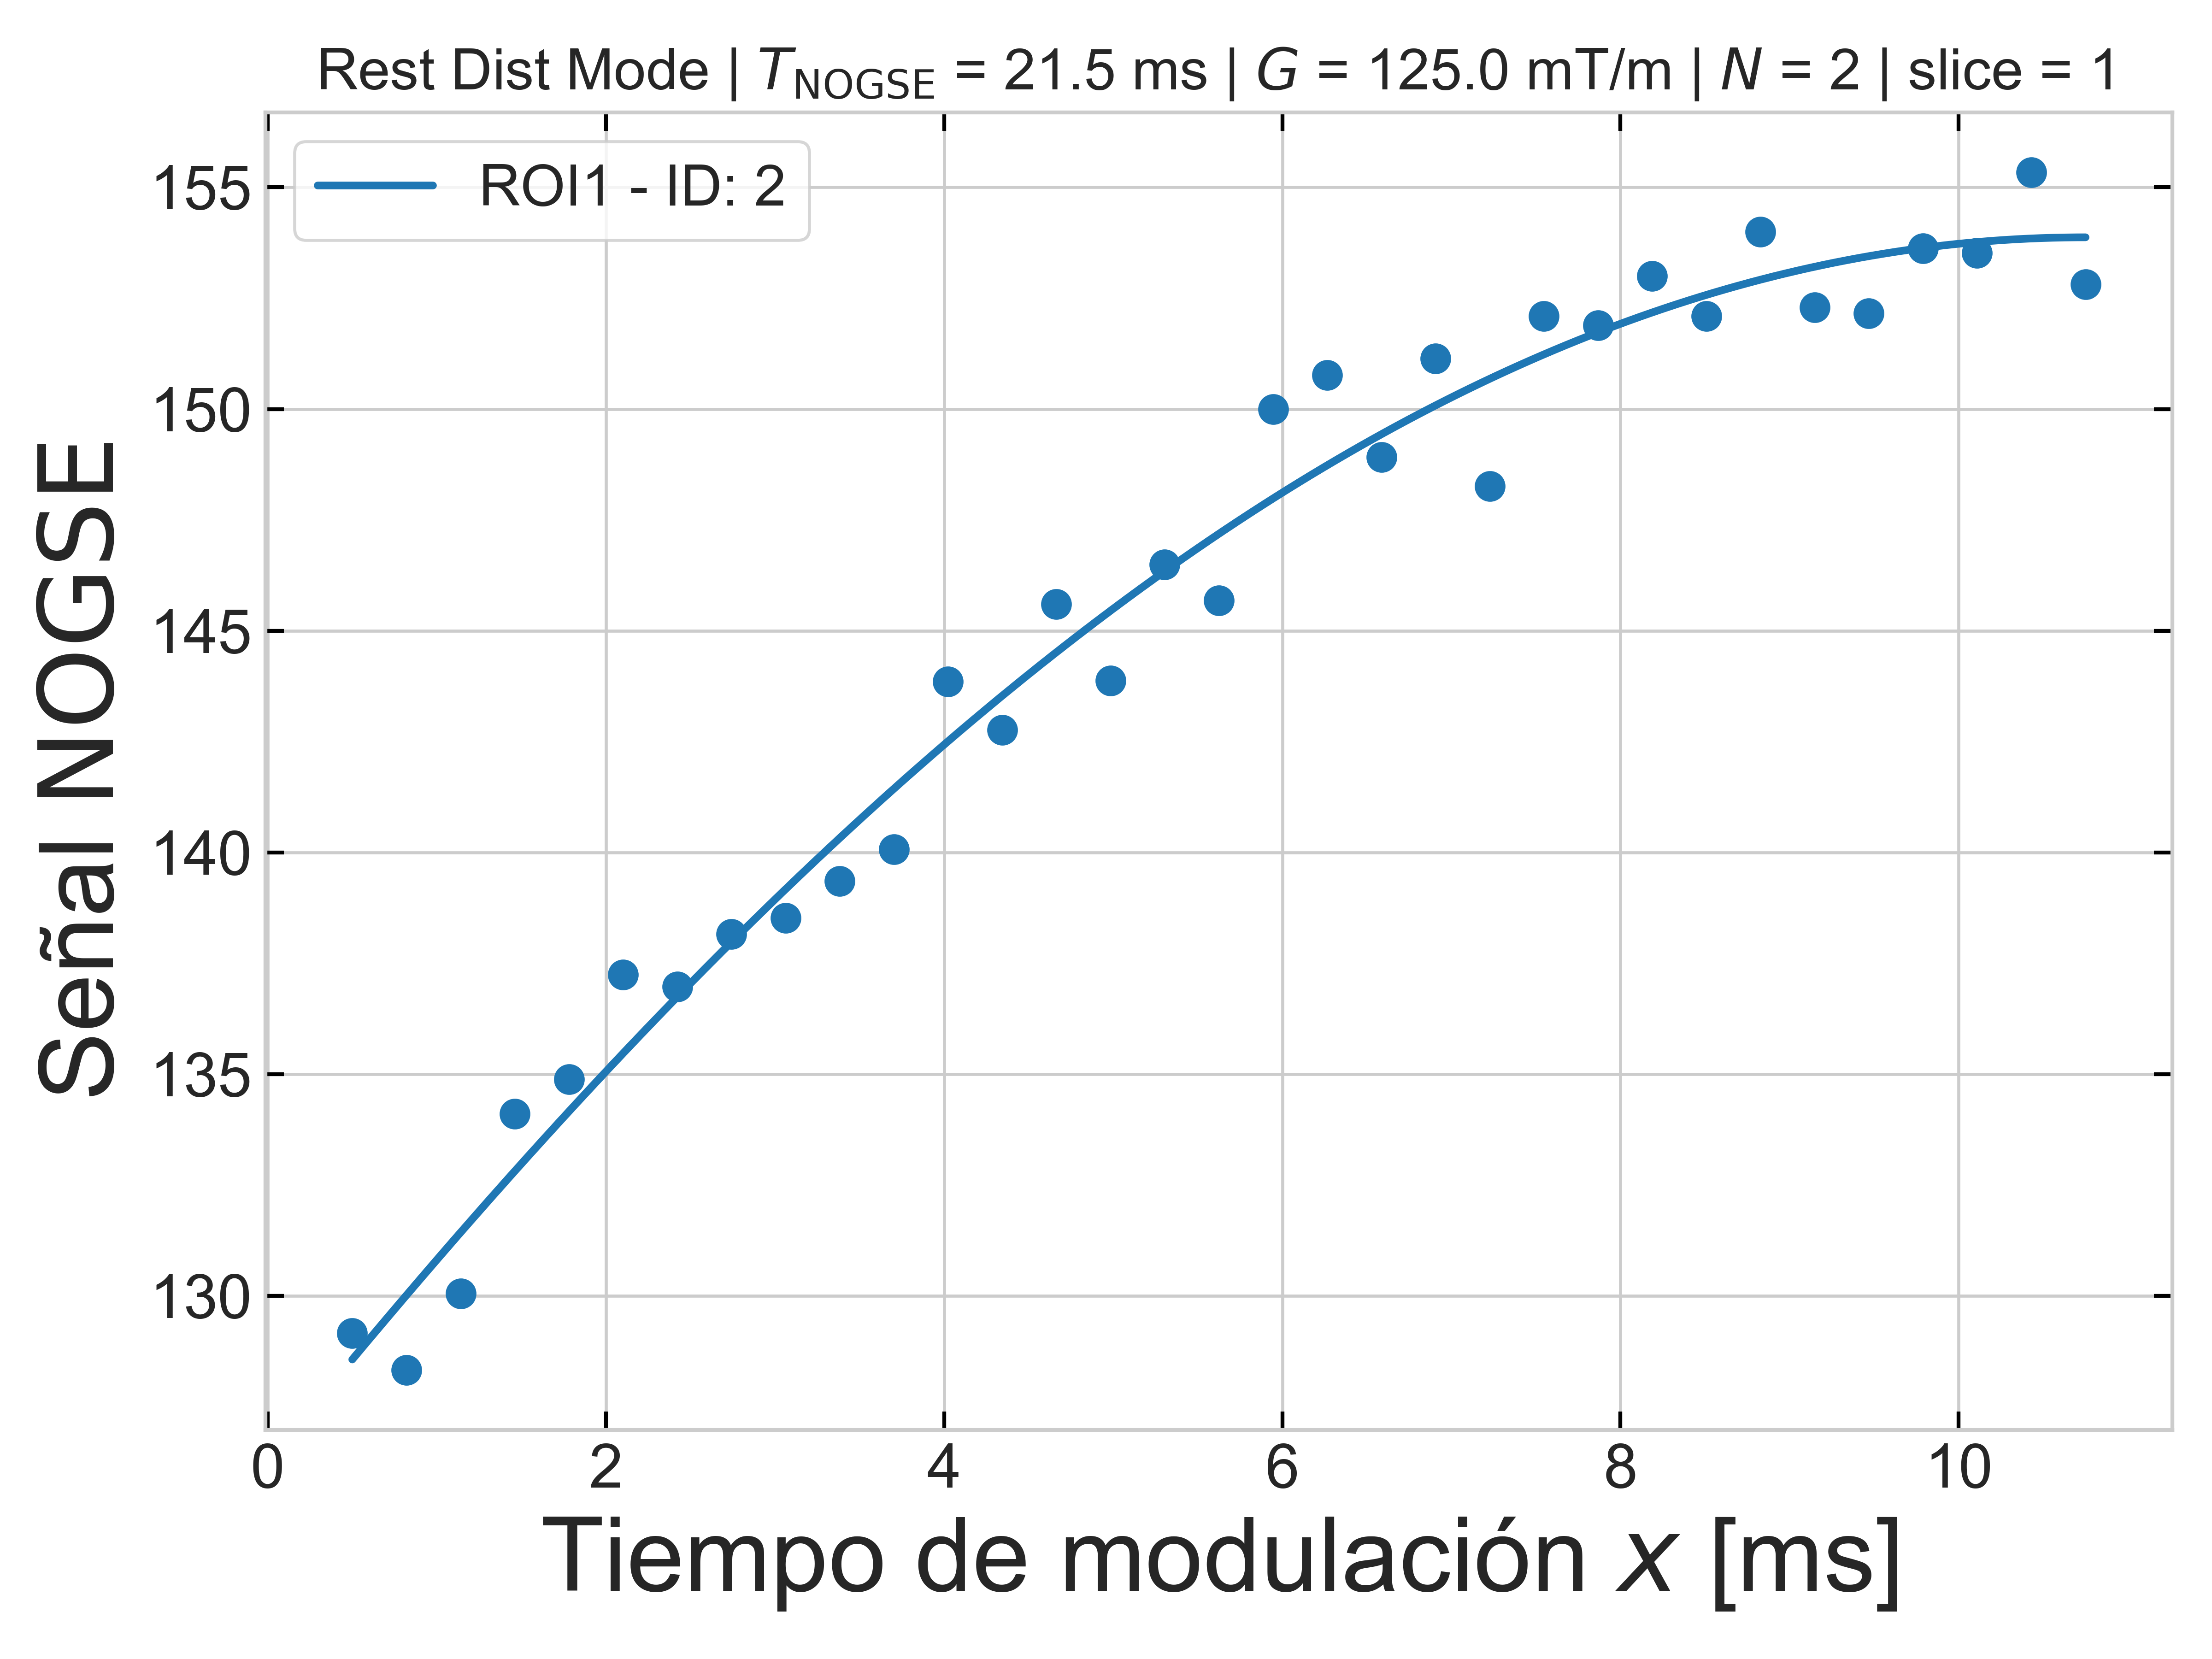 Rest Dist Mode | T_NOGSE = 21.5 ms | G = 125.0 mT/m | N = 2 | slice = 1
ROI1 - ID: 2
155
150
145
140
135
130
Señal NOGSE
0 2 4 6 8 10
Tiempo de modulación x [ms]